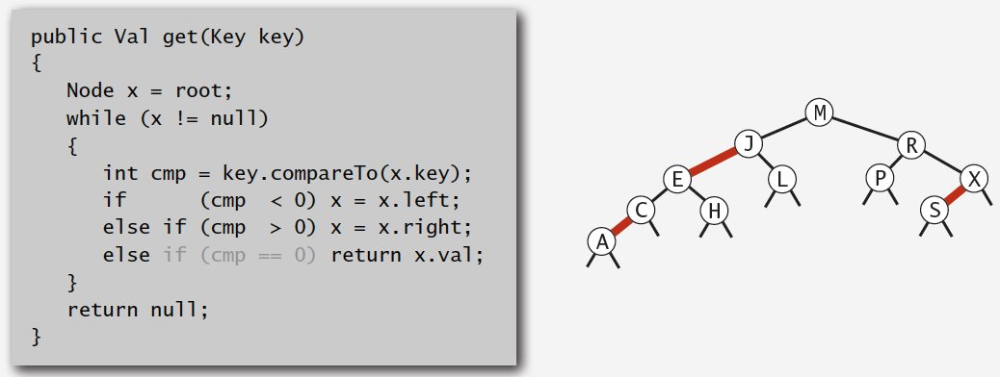 public Val get(Key key)
{
   Node x = root;
   while (x != null)
   {
      int cmp = key.compareTo(x.key);
      if      (cmp  < 0) x = x.left;
      else if (cmp  > 0) x = x.right;
      else if (cmp == 0) return x.val;
   }
   return null;
}
M
J
R
E
L
P
X
C
H
S
A